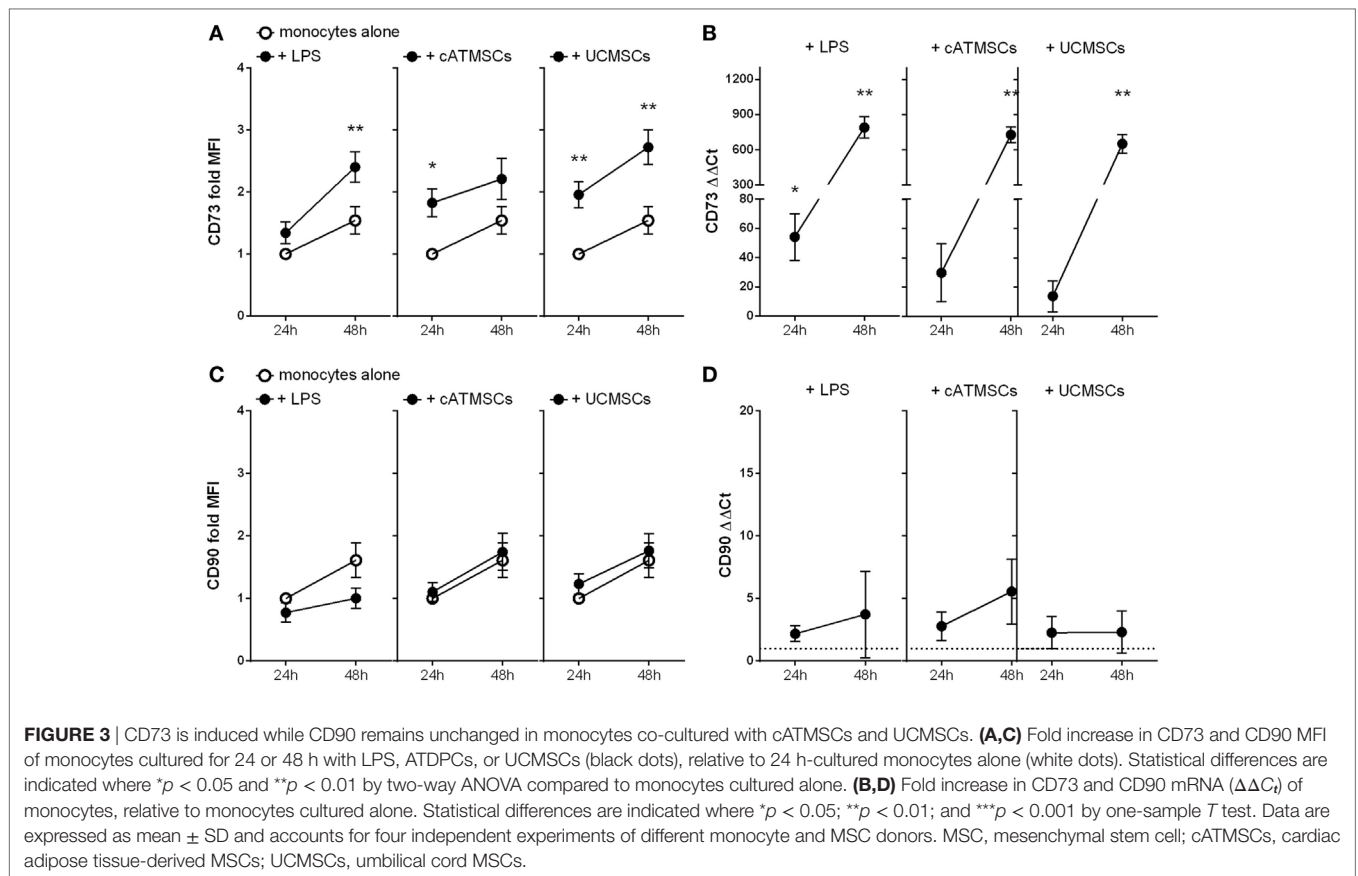 A
monocytes alone
+ LPS
+ cATMSCs
+ UCMSCs
CD73 fold MFI
4
3
2
1
0
*
**
**
**
24h
48h
24h
48h
24h
48h
B
+ LPS
+ cATMSCs
+ UCMSCs
CD73 ΔΔCt
1300
900
600
300
80
60
40
20
0
*
**
**
**
24h
48h
24h
48h
24h
48h
C
monocytes alone
+ LPS
+ cATMSCs
+ UCMSCs
CD90 fold MFI
4
3
2
1
0
24h
48h
24h
48h
24h
48h
D
+ LPS
+ cATMSCs
+ UCMSCs
CD90 ΔΔCt
20
15
10
5
0
24h
48h
24h
48h
24h
48h
FIGURE 3 | CD73 is induced while CD90 remains unchanged in monocytes co-cultured with cATMSCs and UCMSCs. (A,C) Fold increase in CD73 and CD90 MFI
of monocytes cultured for 24 or 48 h with LPS, ATDPCs, or UCMSCs (black dots), relative to 24 h-cultured monocytes alone (white dots). Statistical differences are
indicated where *p < 0.05 and **p < 0.01 by two-way ANOVA compared to monocytes cultured alone. (B,D) Fold increase in CD73 and CD90 mRNA (ΔΔCt) of
monocytes, relative to monocytes cultured alone. Statistical differences are indicated where *p < 0.05; **p < 0.01; and ***p < 0.001 by one-sample T test. Data are
expressed as mean ± SD and accounts for four independent experiments of different monocyte and MSC donors. MSC, mesenchymal stem cell; cATMSCs, cardiac
adipose tissue-derived MSCs; UCMSCs, umbilical cord MSCs.